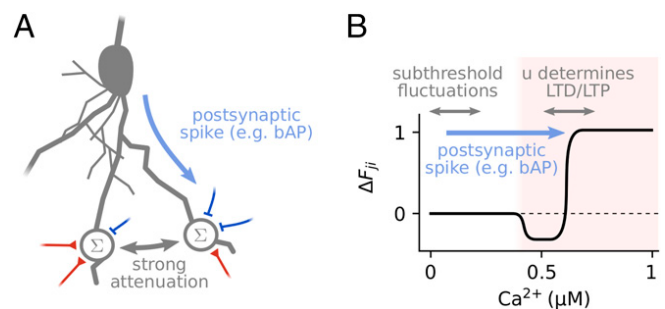 A
postsynaptic
spike (e.g. bAP)
Σ
Σ
strong
attenuation
B
subthreshold
fluctuations
u determines
LTD/LTP
postsynaptic
spike (e.g. bAP)
1
0
ΔF_ji
0
0.5
1
Ca²⁺ (μM)